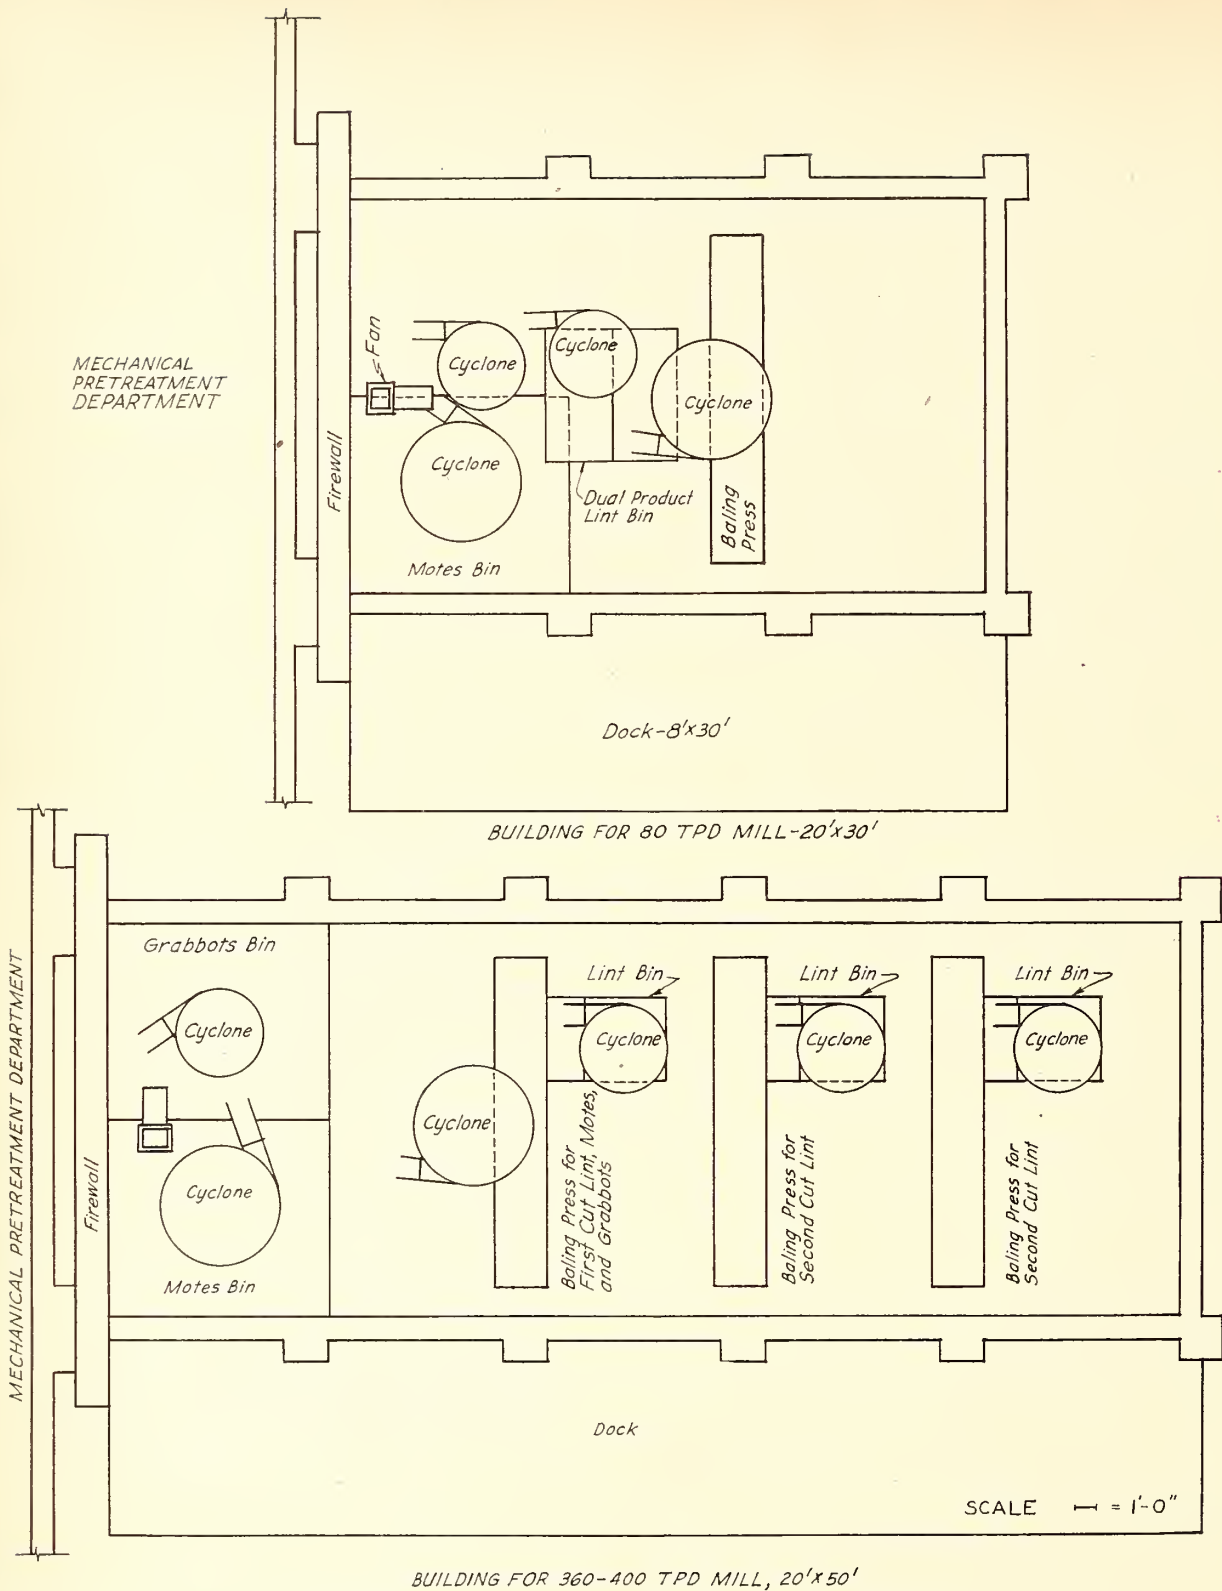 MECHANICAL
PRETREATMENT
DEPARTMENT
Firewall
Fan
Cyclone
Cyclone
Cyclone
Cyclone
Dual Product
Lint Bin
Baling
Press
Motes Bin
Dock-8'x30'
BUILDING FOR 80 TPD MILL-20'x30'
MECHANICAL PRETREATMENT DEPARTMENT
Firewall
Grabbots Bin
Cyclone
Cyclone
Motes Bin
Cyclone
Lint Bin
Cyclone
Baling Press for
First Cut Lint, Motes,
and Grabbots
Lint Bin
Cyclone
Baling Press for
Second Cut Lint
Lint Bin
Cyclone
Baling Press for
Second Cut Lint
Dock
SCALE = 1'-0"
BUILDING FOR 360-400 TPD MILL, 20'x50'